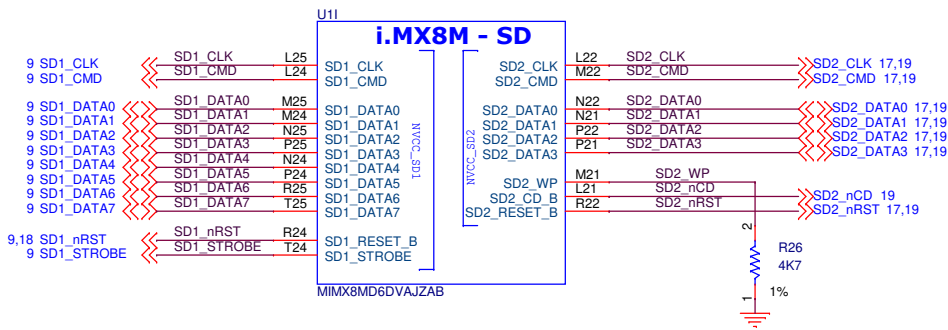 U1I
i.MX8M - SD
9 SD1_CLK SD1_CLK L25 SD1_CLK SD2_CLK L22 SD2_CLK SD2_CLK 17,19
9 SD1_CMD SD1_CMD L24 SD1_CMD SD2_CMD M22 SD2_CMD SD2_CMD 17,19
9 SD1_DATA0 SD1_DATA0 M25 SD1_DATA0 SD2_DATA0 N22 SD2_DATA0 SD2_DATA0 17,19
9 SD1_DATA1 SD1_DATA1 M24 SD1_DATA1 SD2_DATA1 N21 SD2_DATA1 SD2_DATA1 17,19
9 SD1_DATA2 SD1_DATA2 N25 SD1_DATA2 SD2_DATA2 P22 SD2_DATA2 SD2_DATA2 17,19
9 SD1_DATA3 SD1_DATA3 P25 SD1_DATA3 SD2_DATA3 P21 SD2_DATA3 SD2_DATA3 17,19
9 SD1_DATA4 SD1_DATA4 N24 SD1_DATA4
9 SD1_DATA5 SD1_DATA5 P24 SD1_DATA5 SD2_WP M21 SD2_WP
9 SD1_DATA6 SD1_DATA6 R25 SD1_DATA6 SD2_CD_B L21 SD2_nCD SD2_nCD 19
9 SD1_DATA7 SD1_DATA7 T25 SD1_DATA7 SD2_RESET_B R22 SD2_nRST SD2_nRST 17,19
NVCC_SD1
NVCC_SD2
9,18 SD1_nRST SD1_nRST R24 SD1_RESET_B
9 SD1_STROBE SD1_STROBE T24 SD1_STROBE
2
R26
4K7
1
1%
MIMX8MD6DVAJZAB